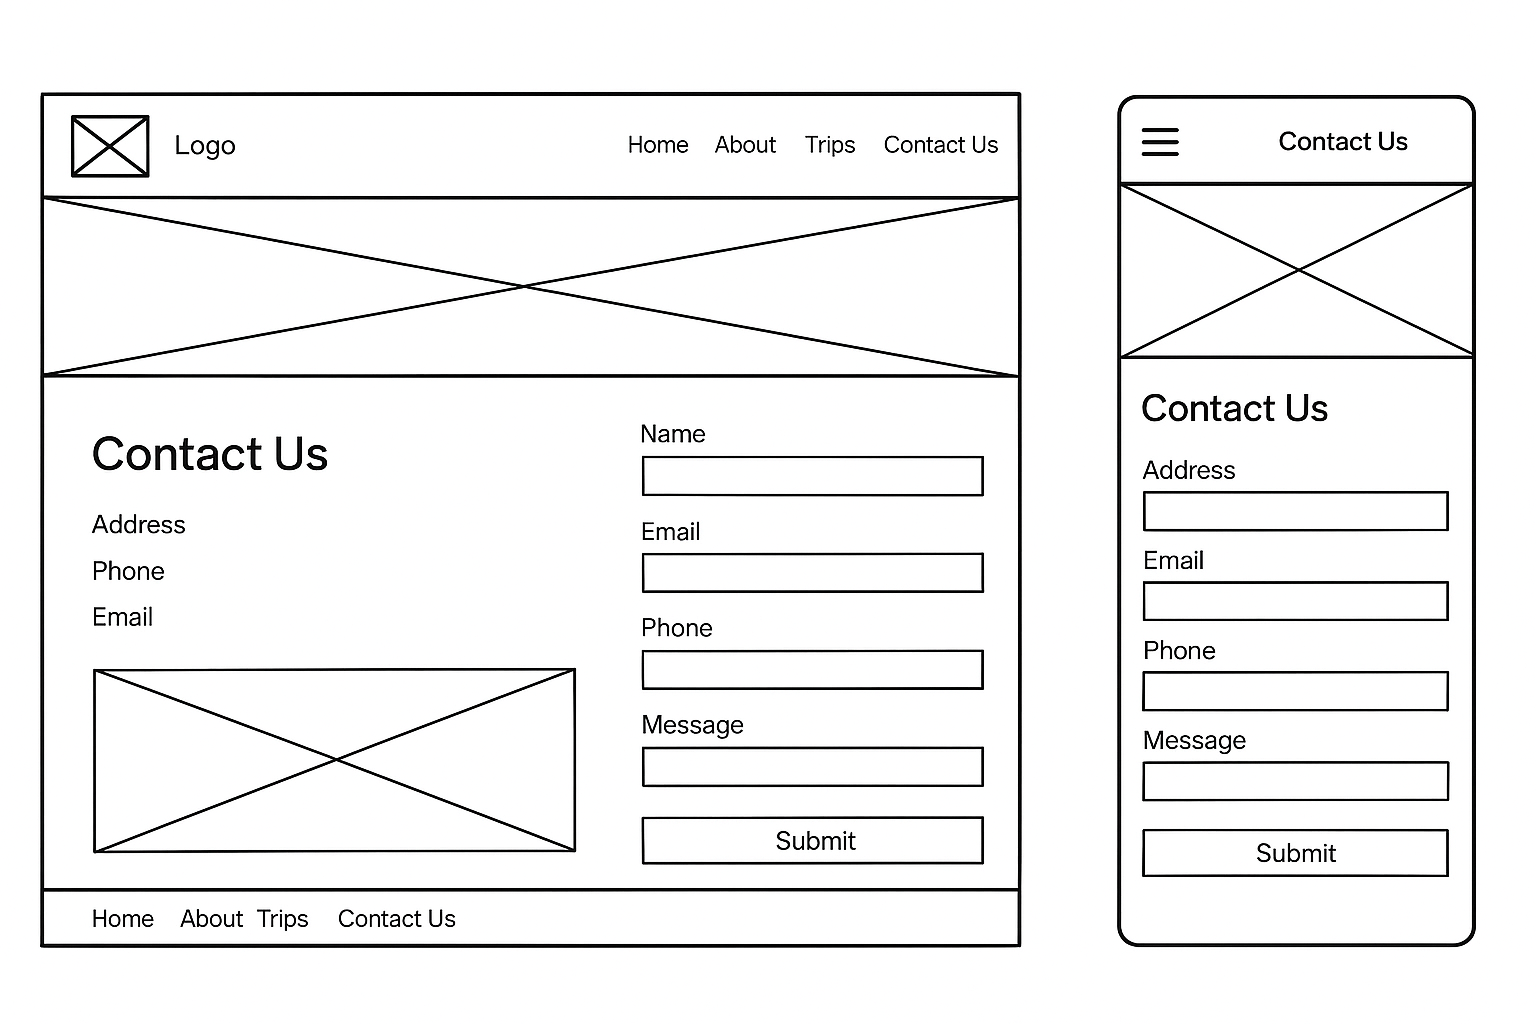 Logo
Home About Trips Contact Us
Contact Us
Address
Phone
Email
Name
Email
Phone
Message
Submit
Home About Trips Contact Us
Contact Us
Contact Us
Address
Email
Phone
Message
Submit